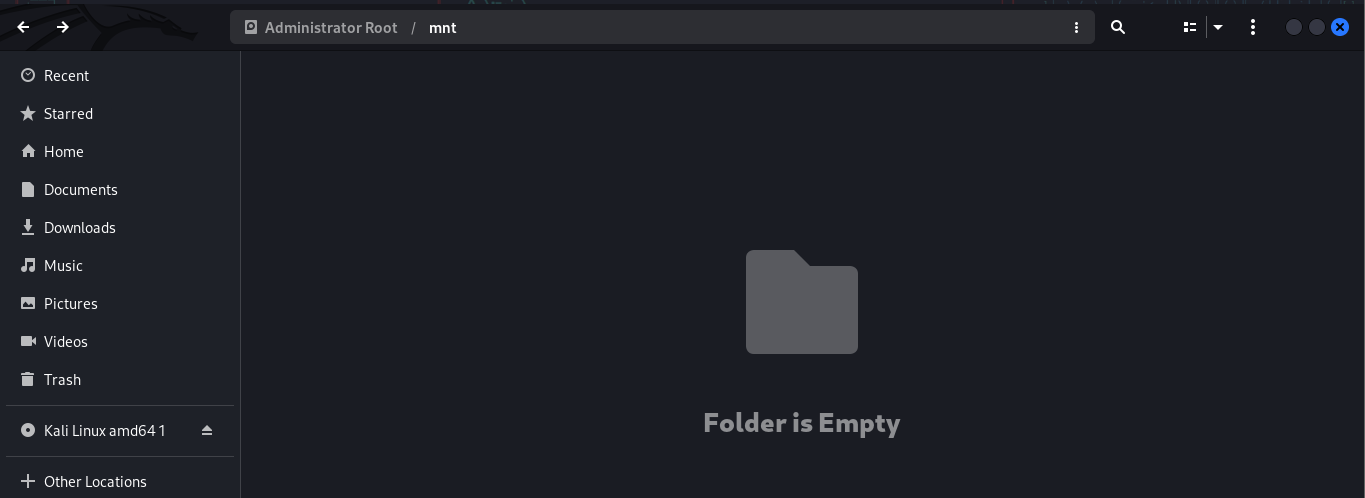 Administrator Root / mnt
Recent
Starred
Home
Documents
Downloads
Music
Pictures
Videos
Trash
Kali Linux amd64 1
Other Locations
Folder is Empty